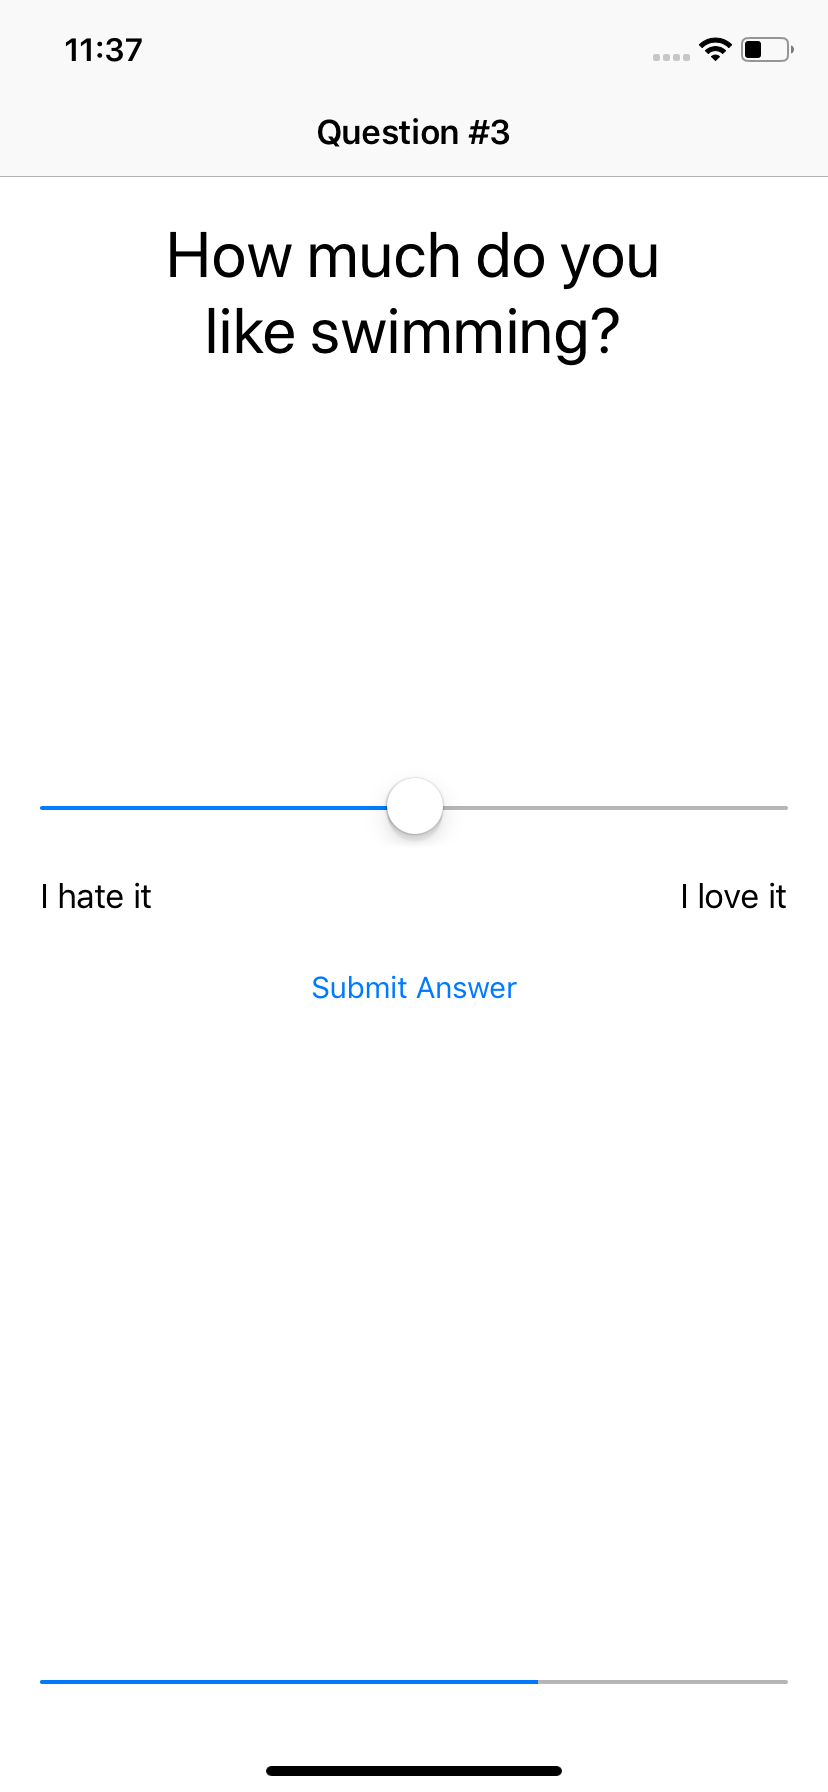 11:37
Question #3
How much do you
like swimming?
I hate it
I love it
Submit Answer